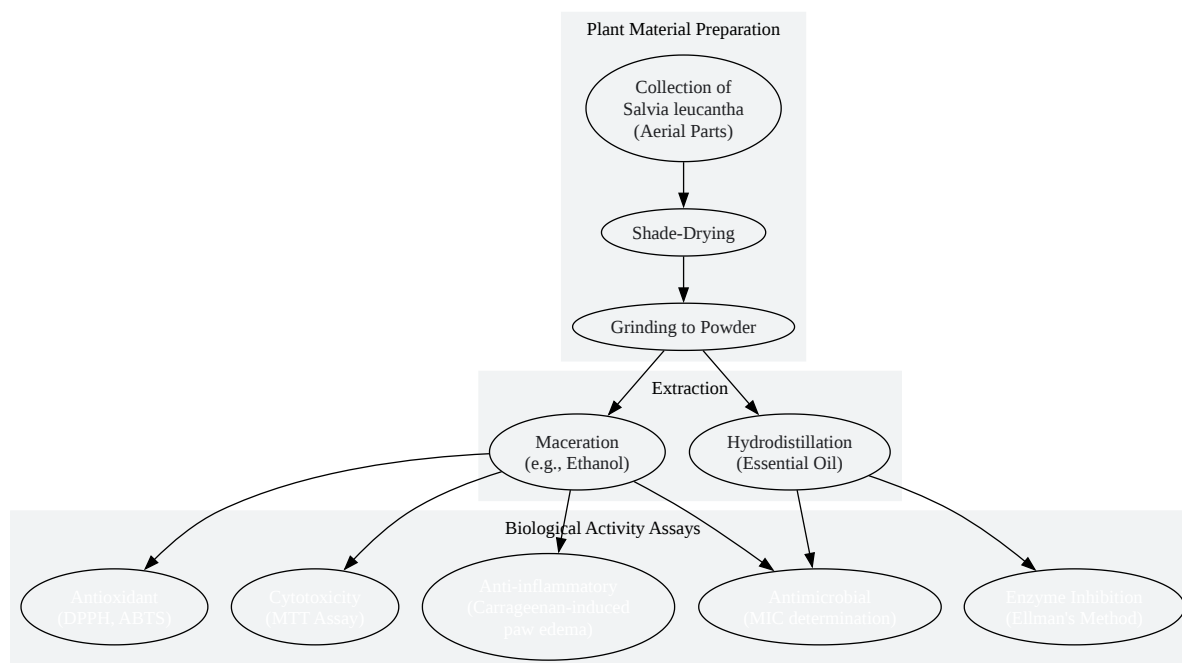 Plant Material Preparation
Collection of
Salvia leucantha
(Aerial Parts)
Shade-Drying
Grinding to Powder
Extraction
Maceration
(e.g., Ethanol)
Hydrodistillation
(Essential Oil)
Biological Activity Assays
Antioxidant
(DPPH, ABTS)
Cytotoxicity
(MTT Assay)
Anti-inflammatory
(Carrageenan-induced
paw edema)
Antimicrobial
(MIC determination)
Enzyme Inhibition
(Ellman's Method)